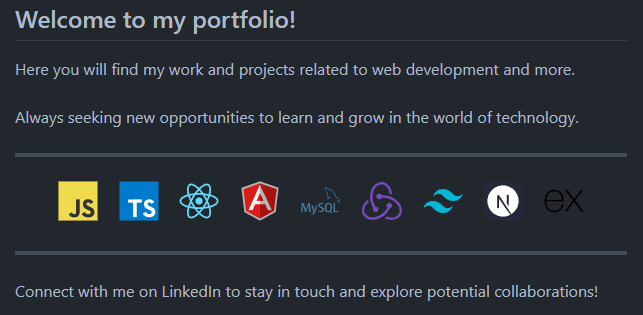 Welcome to my portfolio!
Here you will find my work and projects related to web development and more.
Always seeking new opportunities to learn and grow in the world of technology.
JS TS A MySQL N ex
Connect with me on LinkedIn to stay in touch and explore potential collaborations!